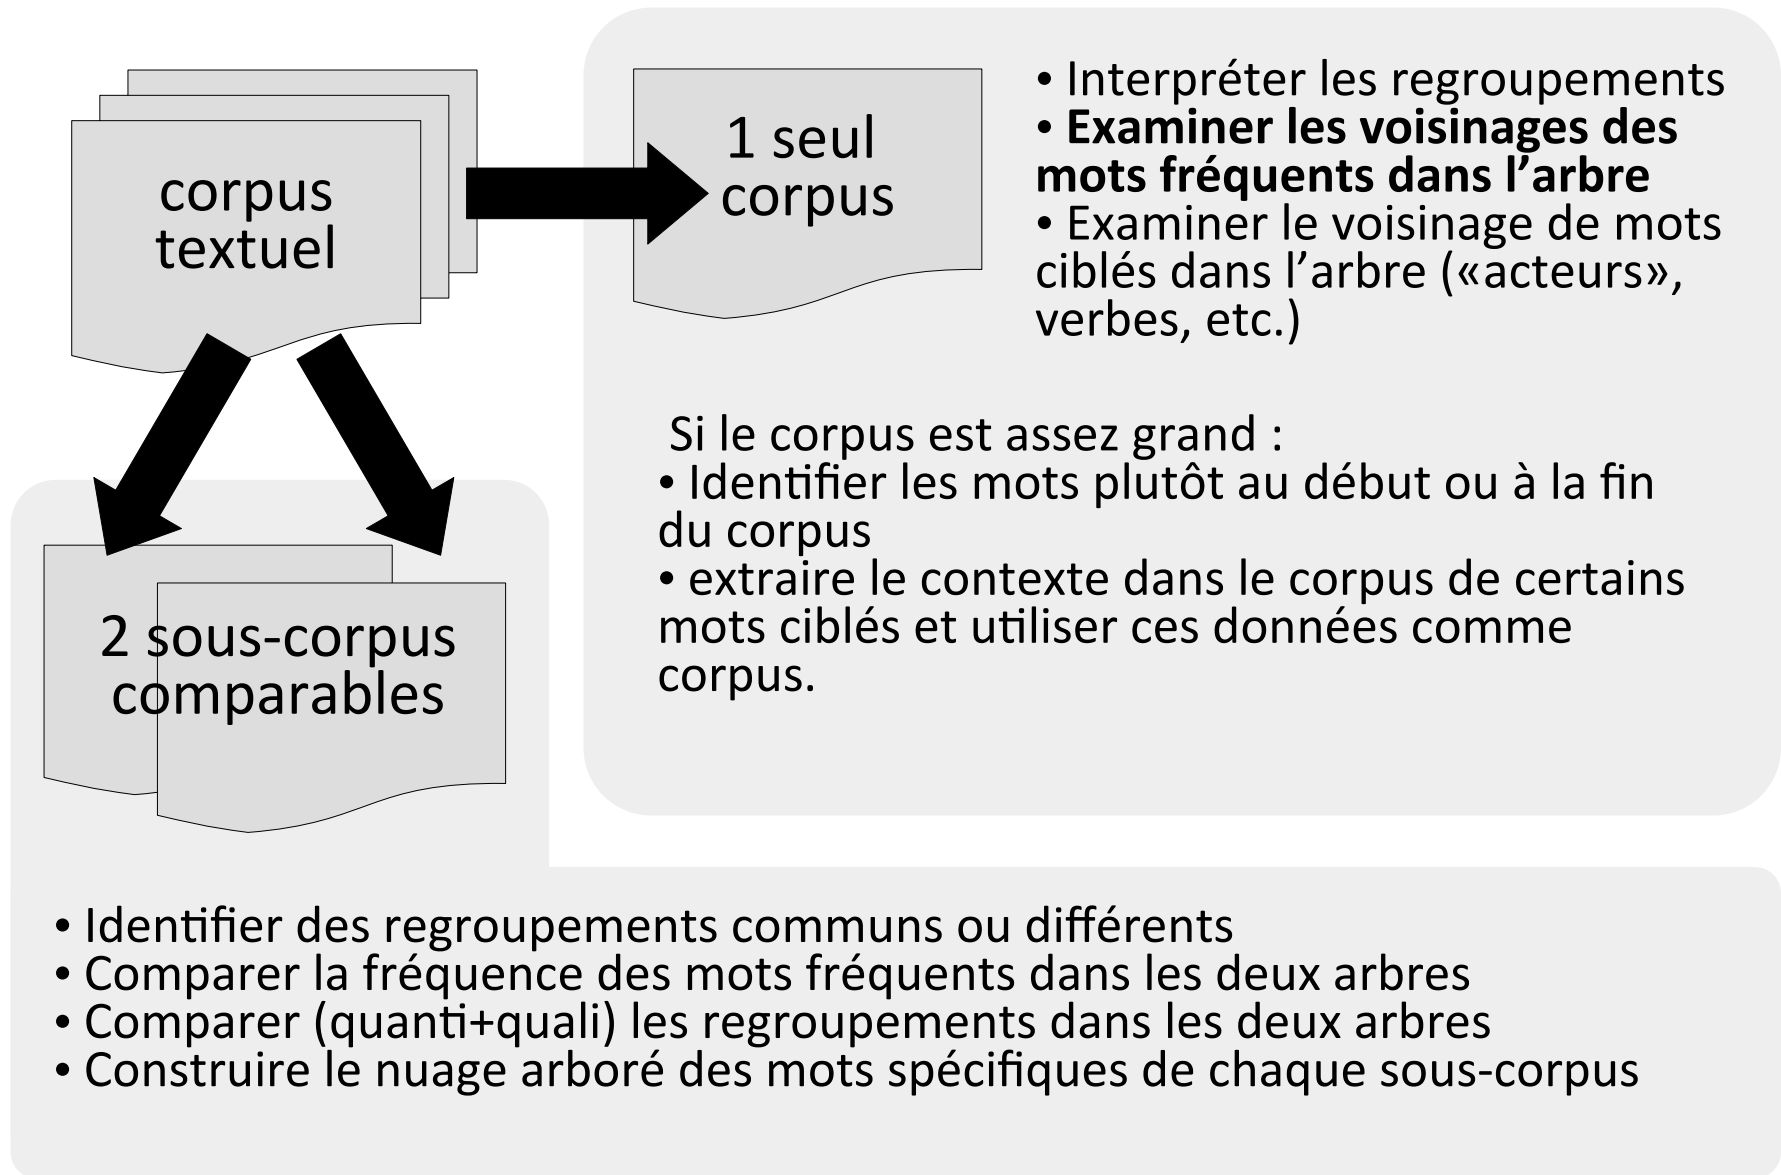 corpus
textuel
1 seul
corpus
• Interpréter les regroupements
• Examiner les voisinages des
mots fréquents dans l’arbre
• Examiner le voisinage de mots
ciblés dans l’arbre («acteurs»,
verbes, etc.)
Si le corpus est assez grand :
• Identifier les mots plutôt au début ou à la fin
du corpus
• extraire le contexte dans le corpus de certains
mots ciblés et utiliser ces données comme
corpus.
2 sous-corpus
comparables
• Identifier des regroupements communs ou différents
• Comparer la fréquence des mots fréquents dans les deux arbres
• Comparer (quanti+quali) les regroupements dans les deux arbres
• Construire le nuage arboré des mots spécifiques de chaque sous-corpus